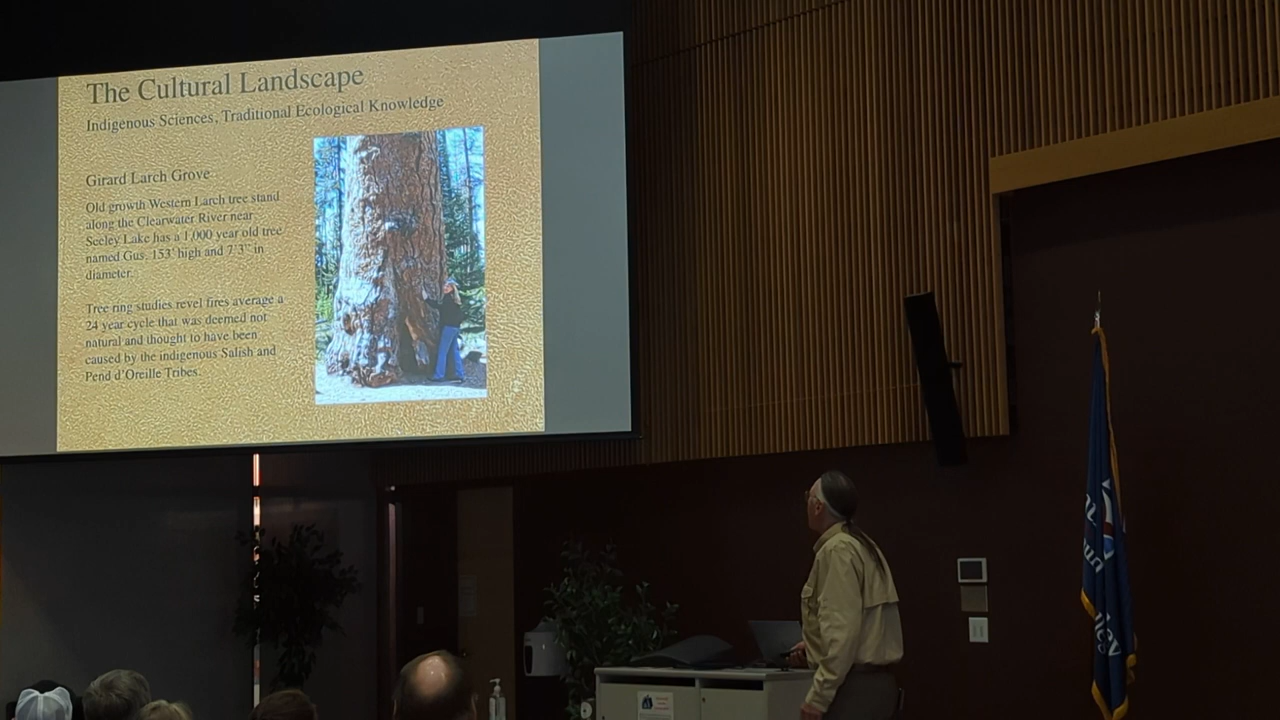 The Cultural Landscape
Indigenous Sciences, Traditional Ecological Knowledge
Girard Larch Grove
Old growth Western Larch tree stand
along the Clearwater River near
Seeley Lake has a 1,000 year old tree
named Gus, 153' high and 7'3" in
diameter.
Tree ring studies revel fires average a
24 year cycle that was deemed not
natural and thought to have been
caused by the indigenous Salish and
Pend d'Oreille Tribes.